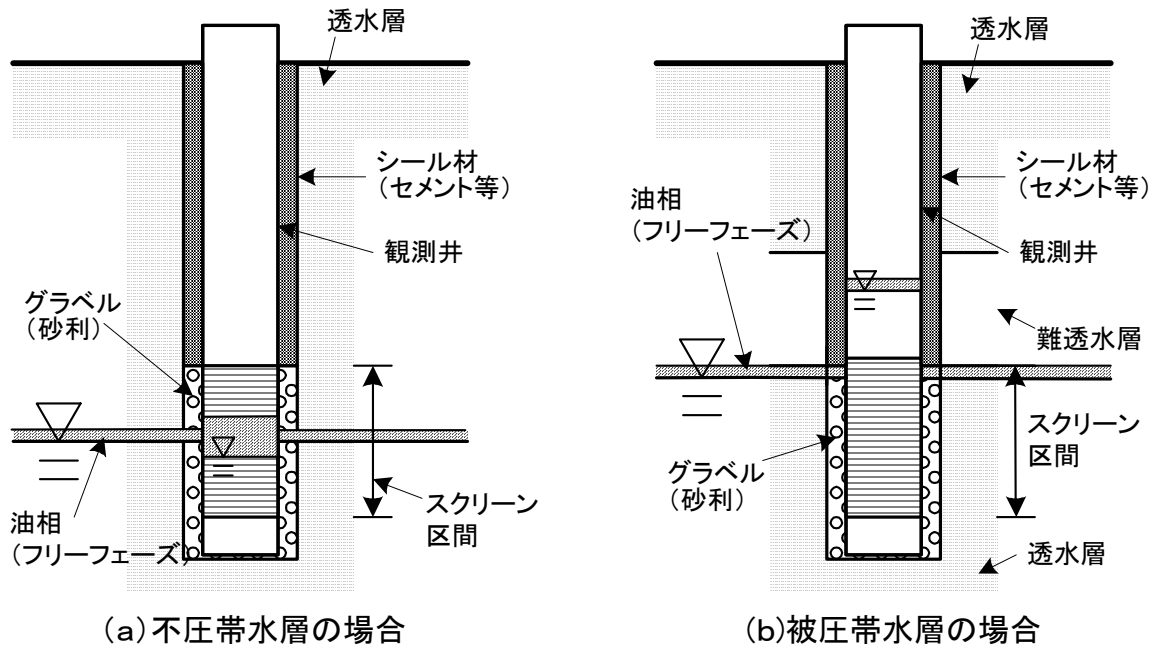 透水層
シール材
(セメント等)
観測井
グラベル
(砂利)
スクリーン
区間
油相
(フリーフェーズ)
(a)不圧帯水層の場合
透水層
シール材
(セメント等)
油相
(フリーフェーズ)
観測井
難透水層
スクリーン
区間
グラベル
(砂利)
透水層
(b)被圧帯水層の場合